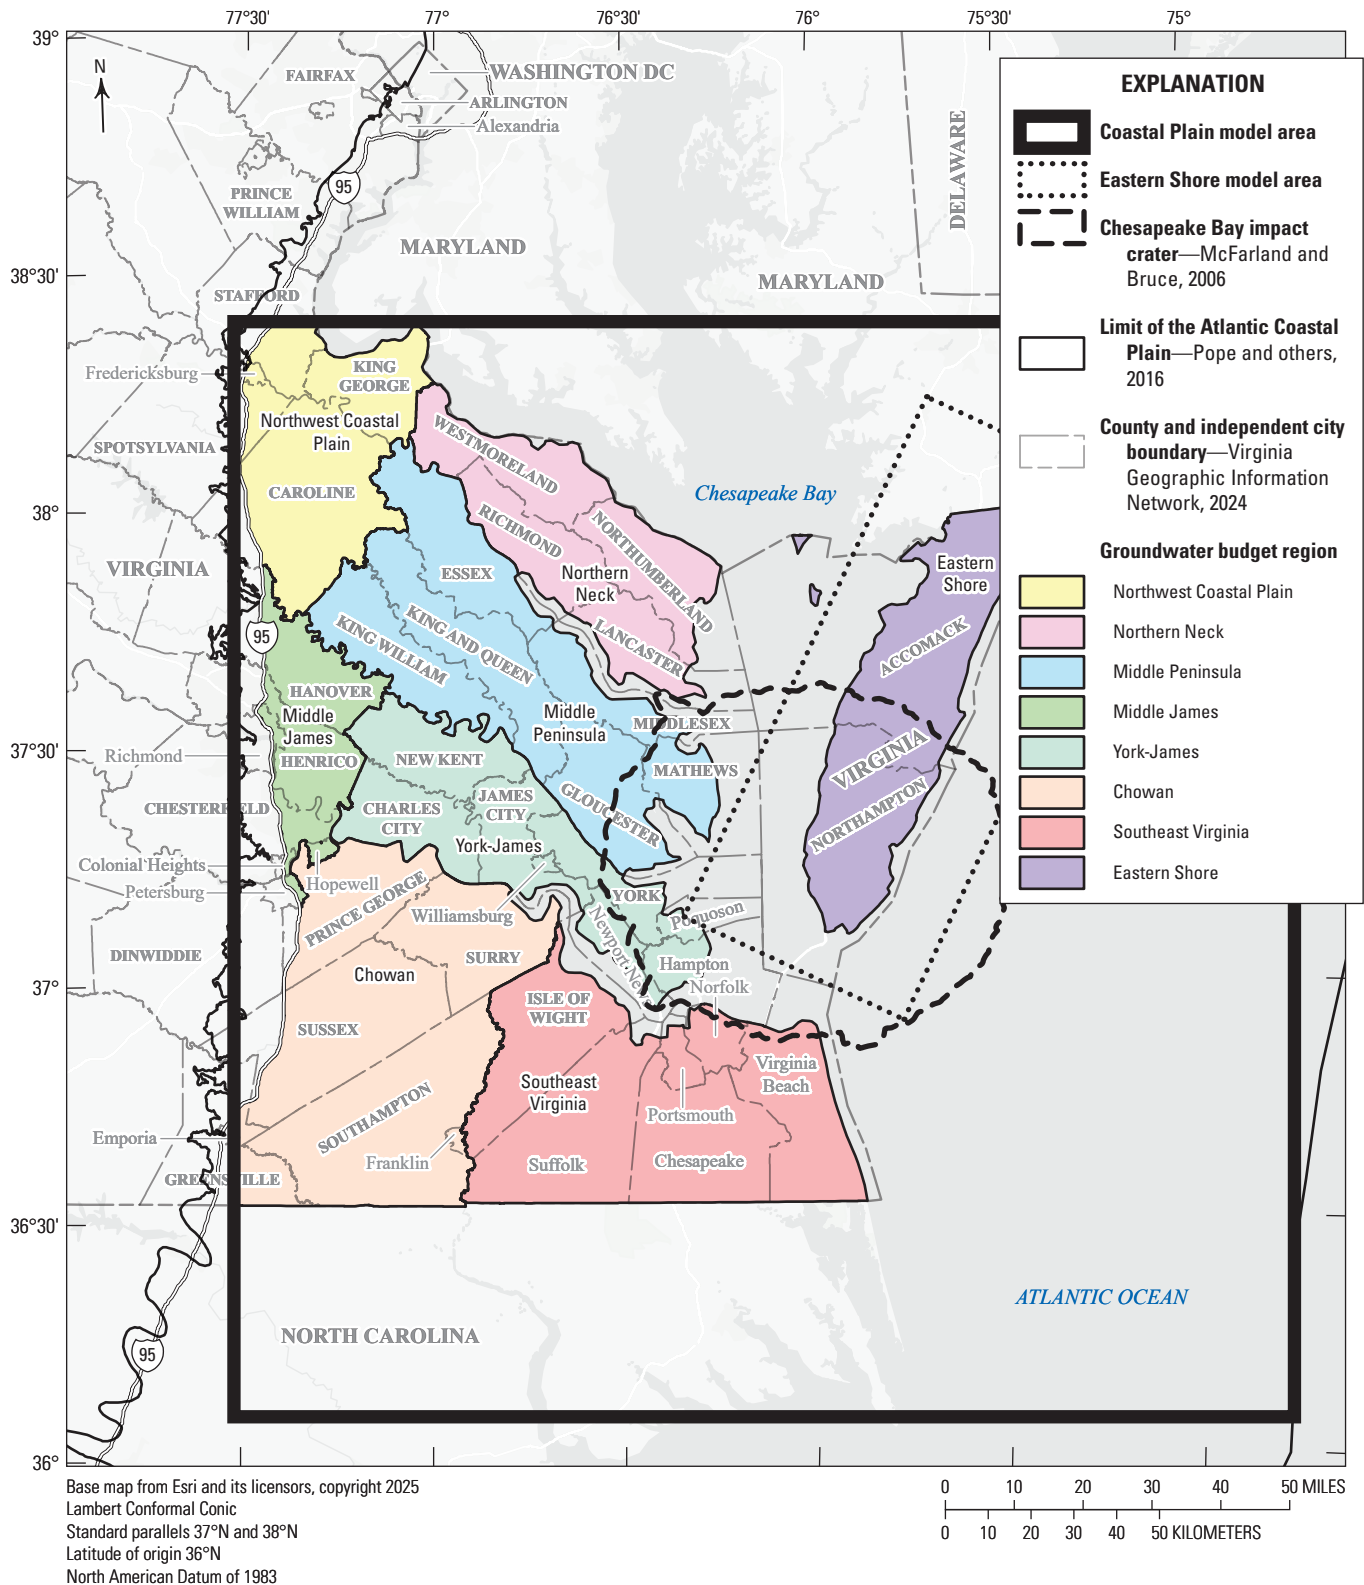 77°30'
77°
76°30'
76°
75°30'
75°
39°
38°30'
38°
37°30'
37°
36°30'
36°
N
FAIRFAX
WASHINGTON DC
ARLINGTON
Alexandria
95
PRINCE
WILLIAM
MARYLAND
MARYLAND
DELAWARE
STAFFORD
Fredericksburg
KING
GEORGE
Northwest Coastal
Plain
SPOTSYLVANIA
CAROLINE
WESTMORELAND
RICHMOND
NORTHUMBERLAND
Northern
Neck
LANCASTER
Chesapeake Bay
VIRGINIA
ESSEX
KING AND QUEEN
KING WILLIAM
95
HANOVER
Middle
James
HENRICO
Richmond
Middle
Peninsula
MIDDLESEX
MATHEWS
GLOUCESTER
Eastern
Shore
ACCOMACK
VIRGINIA
NORTHAMPTON
NEW KENT
CHARLES
CITY
JAMES
CITY
York-James
CHESTERFIELD
Colonial Heights
Petersburg
Hopewell
PRINCE GEORGE
Williamsburg
YORK
Poquoson
Newport News
Hampton
Norfolk
DINWIDDIE
SURRY
Chowan
ISLE OF
WIGHT
SUSSEX
Southeast
Virginia
Virginia
Beach
Portsmouth
SOUTHAMPTON
Emporia
Franklin
Suffolk
Chesapeake
GREENSVILLE
NORTH CAROLINA
95
ATLANTIC OCEAN
EXPLANATION
Coastal Plain model area
Eastern Shore model area
Chesapeake Bay impact
crater—McFarland and
Bruce, 2006
Limit of the Atlantic Coastal
Plain—Pope and others,
2016
County and independent city
boundary—Virginia
Geographic Information
Network, 2024
Groundwater budget region
Northwest Coastal Plain
Northern Neck
Middle Peninsula
Middle James
York-James
Chowan
Southeast Virginia
Eastern Shore
Base map from Esri and its licensors, copyright 2025
Lambert Conformal Conic
Standard parallels 37°N and 38°N
Latitude of origin 36°N
North American Datum of 1983
0 10 20 30 40 50 MILES
0 10 20 30 40 50 KILOMETERS